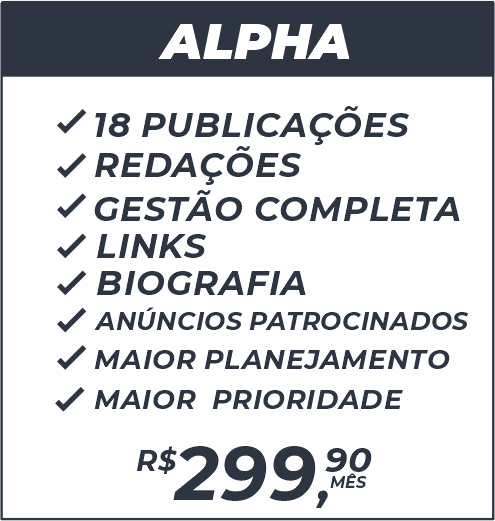 ALPHA
18 PUBLICAÇÕES
REDAÇÕES
GESTÃO COMPLETA
LINKS
BIOGRAFIA
ANÚNCIOS PATROCINADOS
MAIOR PLANEJAMENTO
MAIOR PRIORIDADE
R$299,90
MÊS